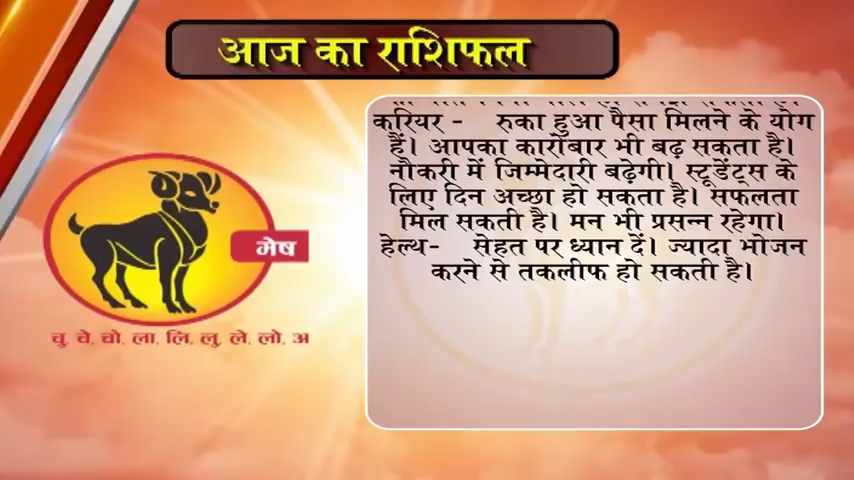 आज का राशिफल
करियर - रुका हुआ पैसा मिलने के योग
हैं। आपका कारोबार भी बढ़ सकता है।
नौकरी में जिम्मेदारी बढ़ेगी। स्टूडेंट्स के
लिए दिन अच्छा हो सकता है। सफलता
मिल सकती है। मन भी प्रसन्न रहेगा।
हेल्थ- सेहत पर ध्यान दें। ज्यादा भोजन
करने से तकलीफ हो सकती है।
मेष
चु, चे, चो, ला, लि, लु, ले, लो, अ